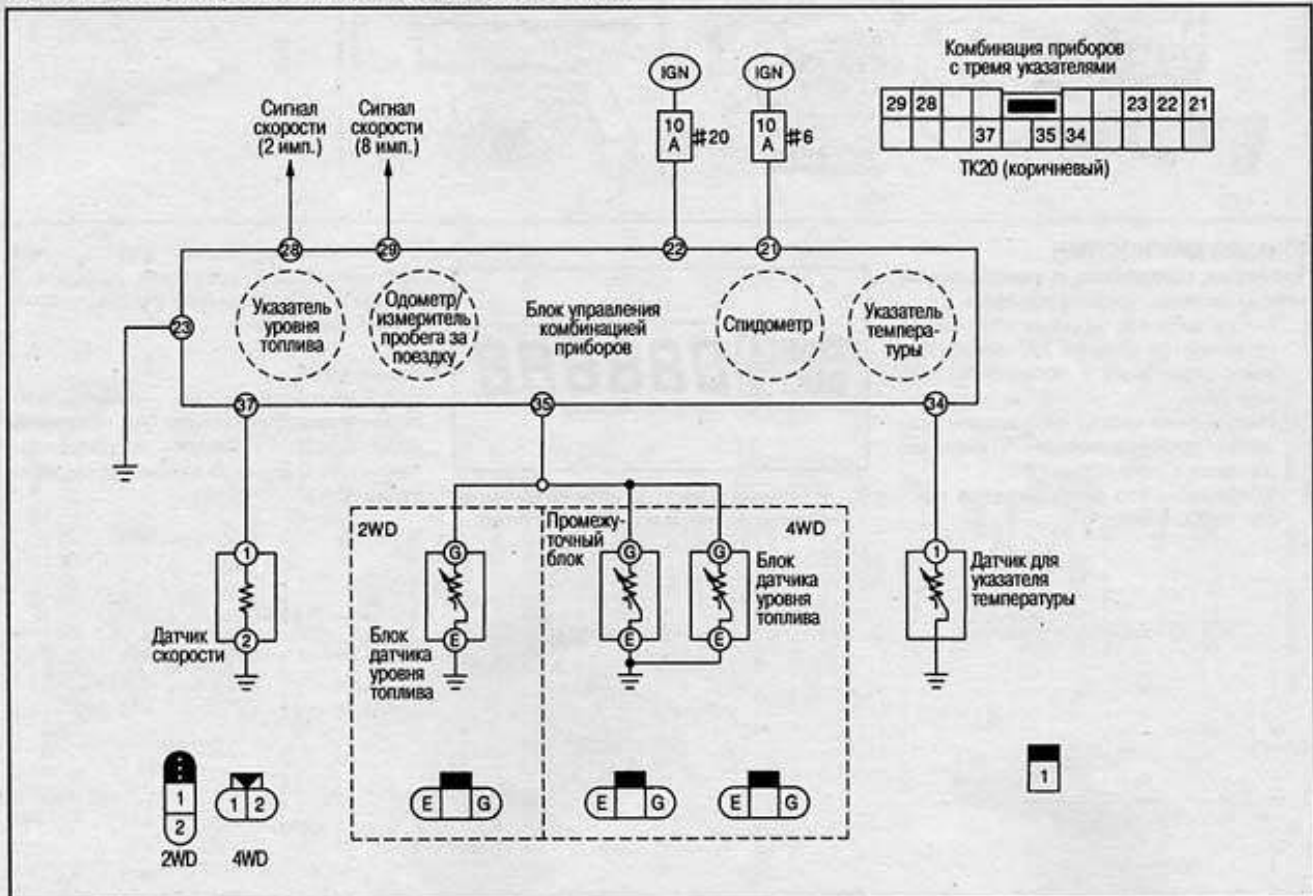 IGN
IGN
Комбинация приборов
с тремя указателями
Сигнал
скорости
(2 имп.)
Сигнал
скорости
(8 имп.)
10
A
#20
10
A
#6
29 28 23 22 21
37 35 34
TK20 (коричневый)
28
29
22
21
23
Указатель
уровня
топлива
Одометр/
измеритель
пробега за
поездку
Блок управления
комбинацией
приборов
Спидометр
Указатель
темпера-
туры
37
35
34
2WD
Промежу-
точный
блок
4WD
1
G
G
G
1
Блок
датчика
уровня
топлива
Датчик для
указателя
температуры
2
E
E
E
Датчик
скорости
Блок
датчика
уровня
топлива
1
2
2WD
1 2
4WD
E G
E G
E G
1